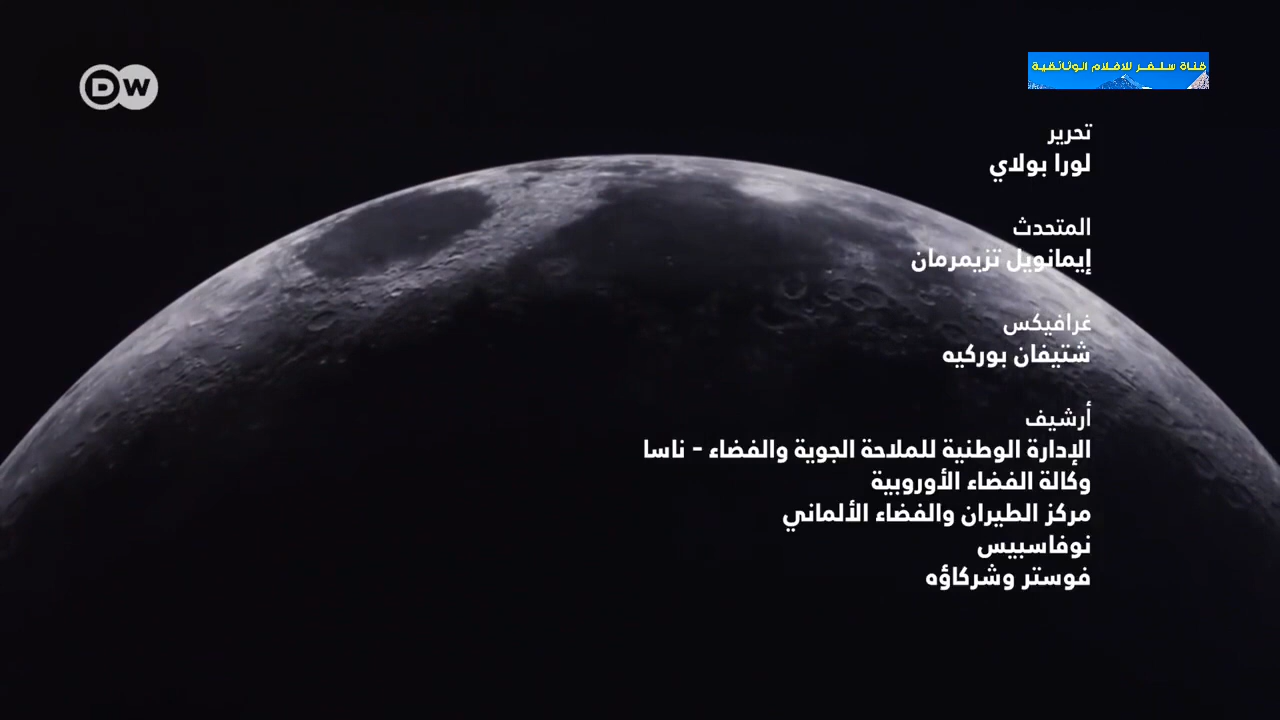 DW
قناة سلفر للافلام الوثائقية
تحرير
لورا بولاي
المتحدث
إيمانويل تزيمرمان
غرافيكس
شتيفان بوركيه
أرشيف
الإدارة الوطنية للملاحة الجوية والفضاء - ناسا
وكالة الفضاء الأوروبية
مركز الطيران والفضاء الألماني
نوفاسبيس
فوستر وشركاؤه